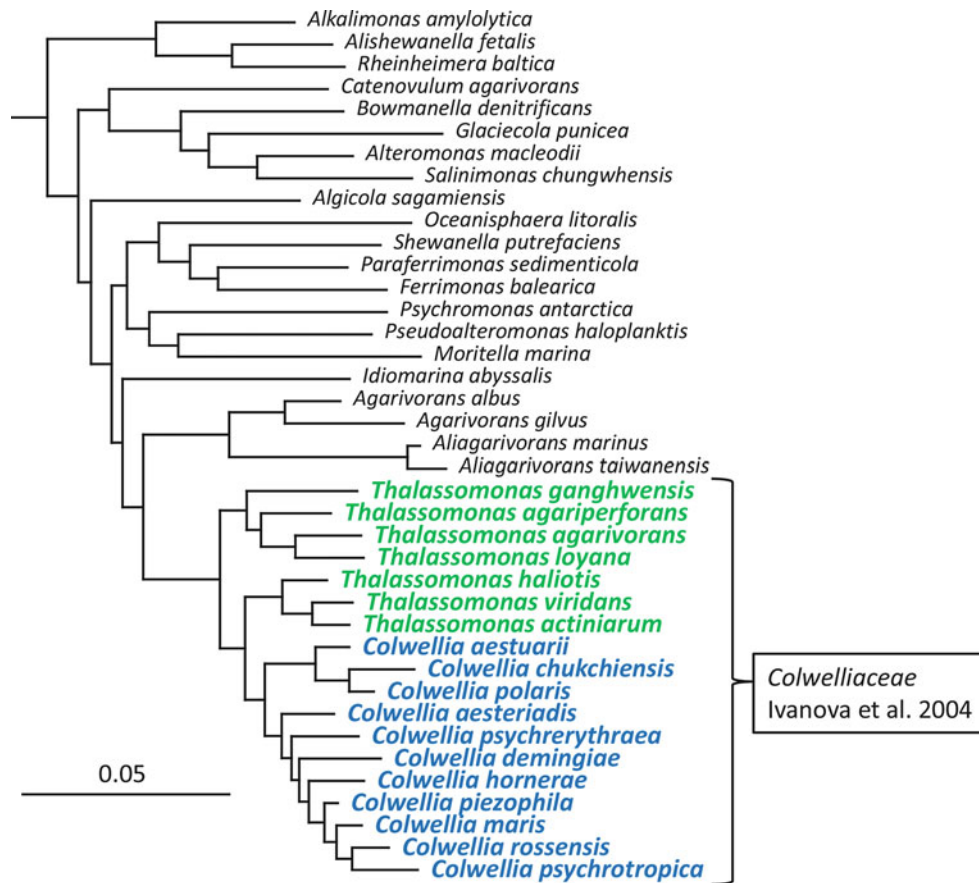 Alkalimonas amylolytica
Alishewanella fetalis
Rheinheimera baltica
Catenovulum agarivorans
Bowmanella denitrificans
Glaciecola punicea
Alteromonas macleodii
Salinimonas chungwhensis
Algicola sagamiensis
Oceanisphaera litoralis
Shewanella putrefaciens
Paraferrimonas sedimenticola
Ferrimonas balearica
Psychromonas antarctica
Pseudoalteromonas haloplanktis
Moritella marina
Idiomarina abyssalis
Agarivorans albus
Agarivorans gilvus
Aliagarivorans marinus
Aliagarivorans taiwanensis
Thalassomonas ganghwensis
Thalassomonas agariperforans
Thalassomonas agarivorans
Thalassomonas loyana
Thalassomonas haliotis
Thalassomonas viridans
Thalassomonas actiniarum
Colwellia aestuarii
Colwellia chukchiensis
Colwellia polaris
Colwellia aesteriadis
Colwellia psychrerythraea
Colwellia demingiae
Colwellia hornerae
Colwellia piezophila
Colwellia maris
Colwellia rossensis
Colwellia psychrotropica
Colwelliaceae
Ivanova et al. 2004
0.05